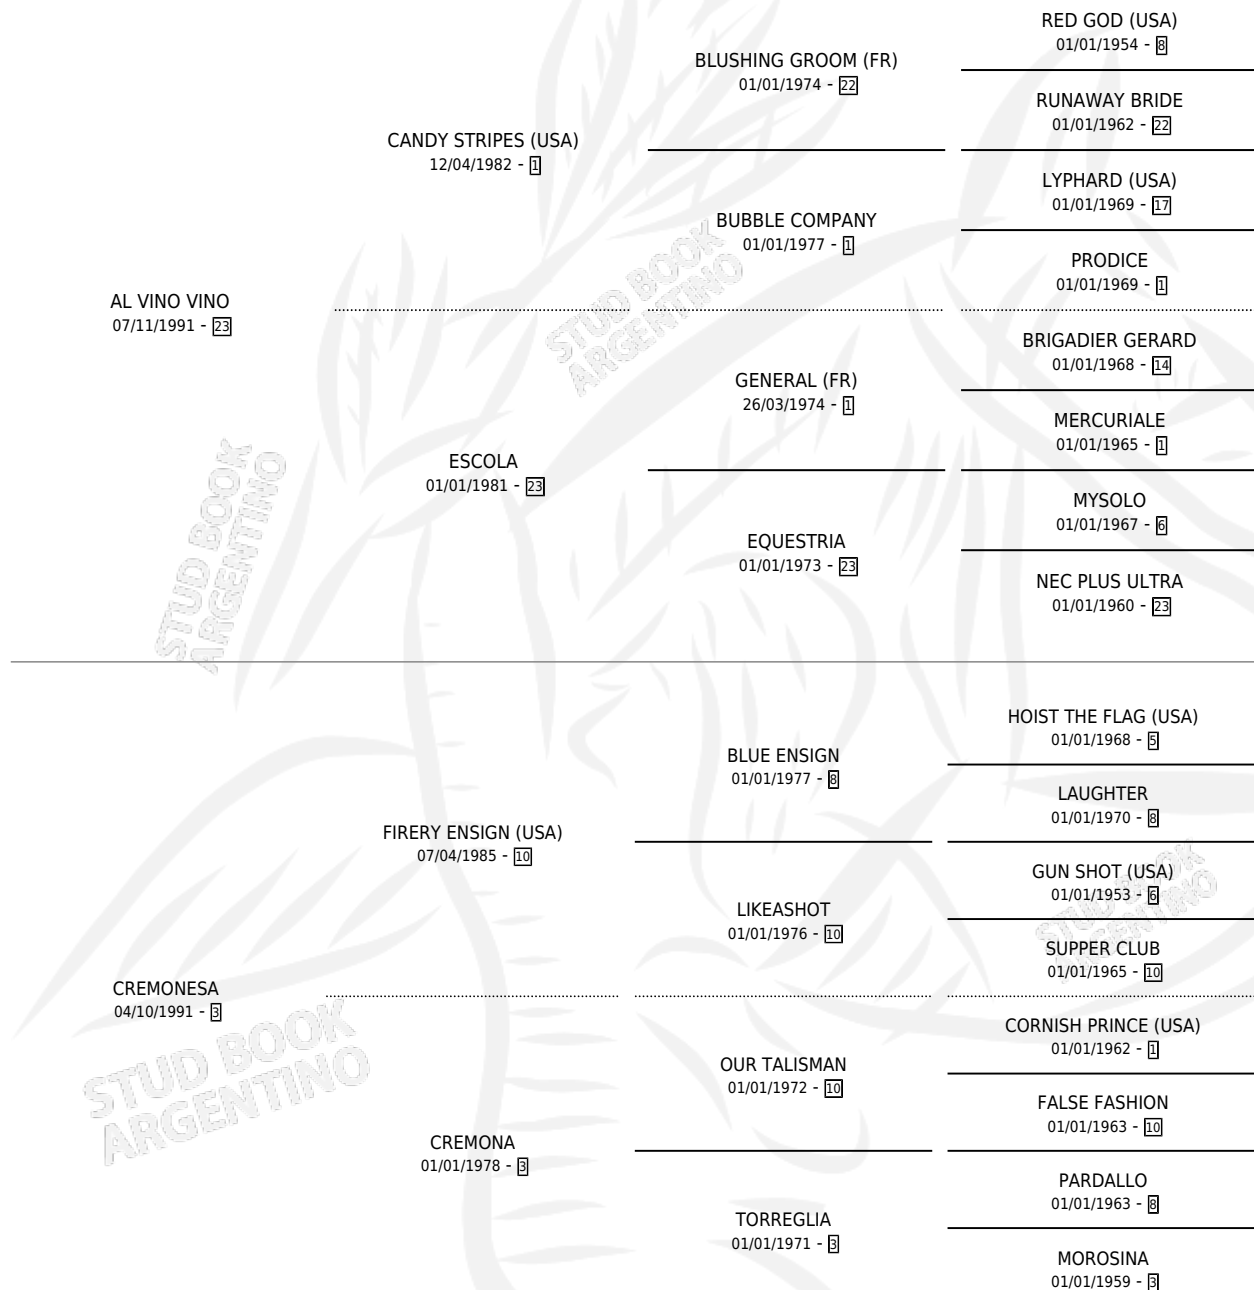 RED GOD (USA)
01/01/1954 - 8
BLUSHING GROOM (FR)
01/01/1974 - 22
RUNAWAY BRIDE
01/01/1962 - 22
CANDY STRIPES (USA)
12/04/1982 - 1
LYPHARD (USA)
01/01/1969 - 17
BUBBLE COMPANY
01/01/1977 - 1
PRODICE
01/01/1969 - 1
AL VINO VINO
07/11/1991 - 23
STUD BOOK
ARGENTINO
BRIGADIER GERARD
01/01/1968 - 14
GENERAL (FR)
26/03/1974 - 1
MERCURIALE
01/01/1965 - 1
ESCOLA
01/01/1981 - 23
MYSOLO
01/01/1967 - 6
EQUESTRIA
01/01/1973 - 23
NEC PLUS ULTRA
01/01/1960 - 23
STUD BOOK
ARGENTINO
HOIST THE FLAG (USA)
01/01/1968 - 5
BLUE ENSIGN
01/01/1977 - 8
LAUGHTER
01/01/1970 - 8
FIRERY ENSIGN (USA)
07/04/1985 - 10
GUN SHOT (USA)
01/01/1953 - 6
LIKEASHOT
01/01/1976 - 10
SUPPER CLUB
01/01/1965 - 10
STUD BOOK
ARGENTINO
CREMONESA
04/10/1991 - 3
CORNISH PRINCE (USA)
01/01/1962 - 1
OUR TALISMAN
01/01/1972 - 10
FALSE FASHION
01/01/1963 - 10
STUD BOOK
ARGENTINO
CREMONA
01/01/1978 - 3
PARDALLO
01/01/1963 - 8
TORREGLIA
01/01/1971 - 3
MOROSINA
01/01/1959 - 3